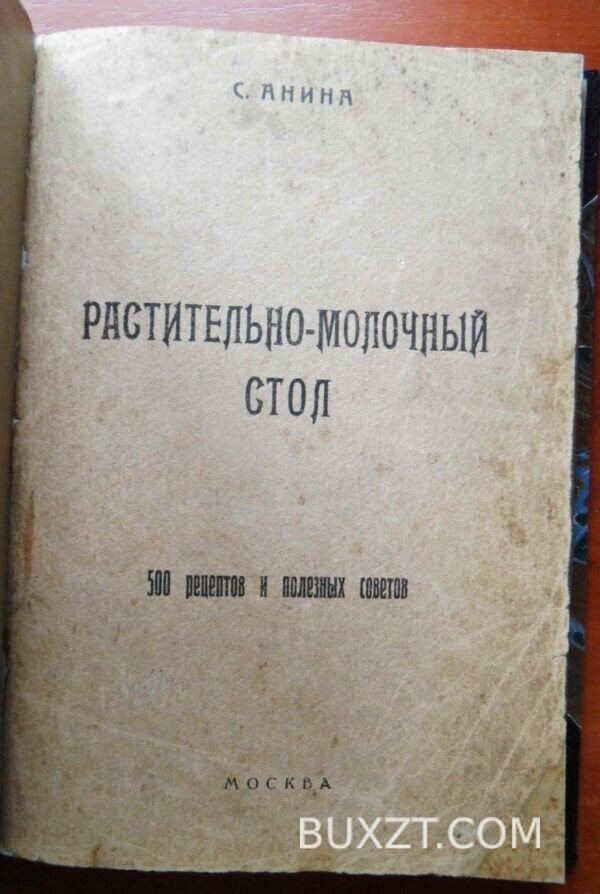 С. АНИНА
РАСТИТЕЛЬНО-МОЛОЧНЫЙ
СТОЛ
500 рецептов и полезных советов
МОСКВА
BUXZT.COM